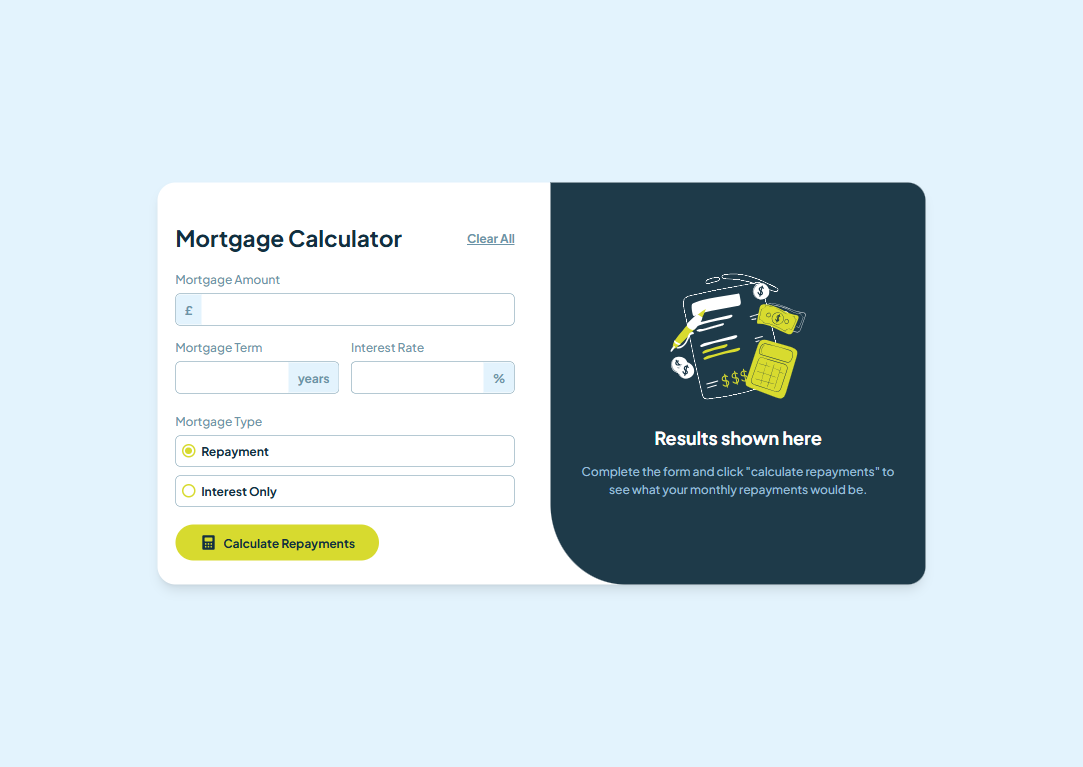 Mortgage Calculator
Clear All
Mortgage Amount
£
Mortgage Term
Interest Rate
years
%
Mortgage Type
Repayment
Interest Only
Calculate Repayments
$
$
$
$
$$$
Results shown here
Complete the form and click "calculate repayments" to
see what your monthly repayments would be.